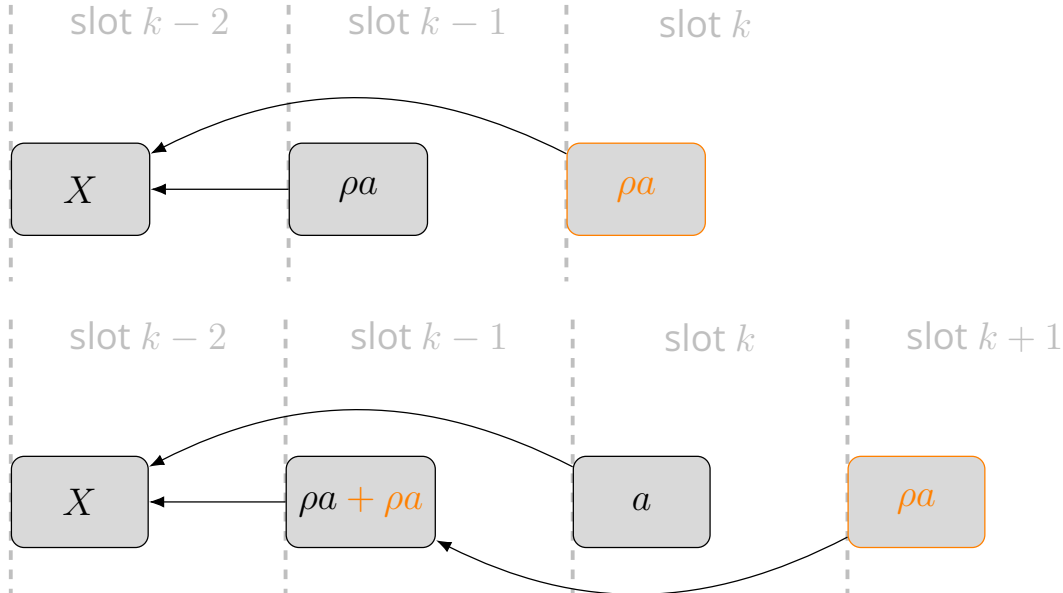 slot k − 2 slot k − 1 slot k
X ρa ρa
slot k − 2 slot k − 1 slot k slot k + 1
X ρa + ρa a ρa